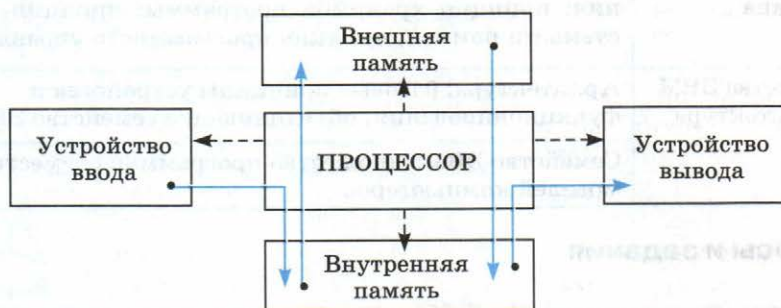 Внешняя
память
Устройство
ввода
ПРОЦЕССОР
Устройство
вывода
Внутренняя
память